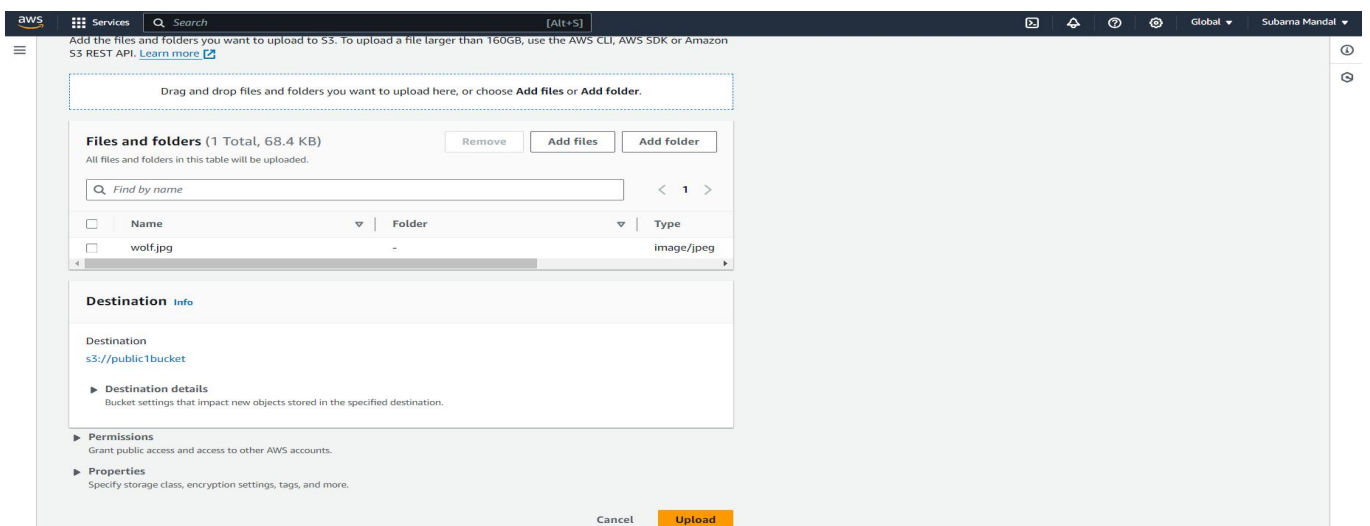 aws Services Search [Alt+S] Global Subarna Mandal
Add the files and folders you want to upload to S3. To upload a file larger than 160GB, use the AWS CLI, AWS SDK or Amazon
S3 REST API. Learn more
Drag and drop files and folders you want to upload here, or choose Add files or Add folder.
Files and folders (1 Total, 68.4 KB) Remove Add files Add folder
All files and folders in this table will be uploaded.
Find by name 1
Name Folder Type
wolf.jpg - image/jpeg
Destination Info
Destination
s3://public1bucket
Destination details
Bucket settings that impact new objects stored in the specified destination.
Permissions
Grant public access and access to other AWS accounts.
Properties
Specify storage class, encryption settings, tags, and more.
Cancel Upload